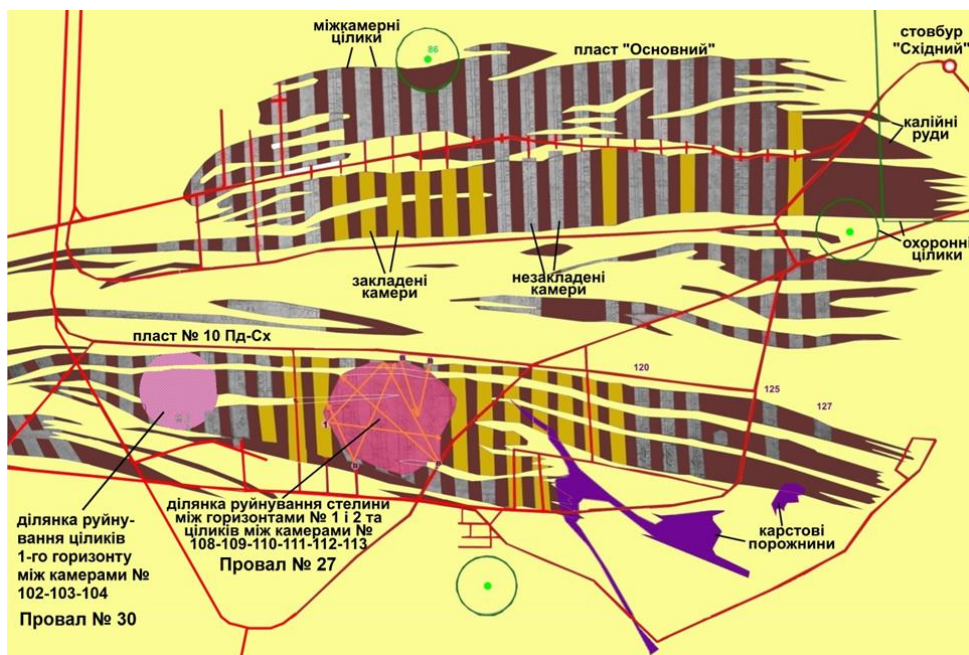 міжкамерні
цілики
86
пласт "Основний"
стовбур
"Східний"
калійні
руди
охоронні
цілики
закладені
камери
незакладені
камери
пласт № 10 Пд-Сх
120
125
127
1
ділянка руйну-
вання ціликів
1-го горизонту
між камерами №
102-103-104
Провал № 30
ділянка руйнування стелини
між горизонтами № 1 і 2 та
ціликів між камерами №
108-109-110-111-112-113
Провал № 27
карстові
порожнини